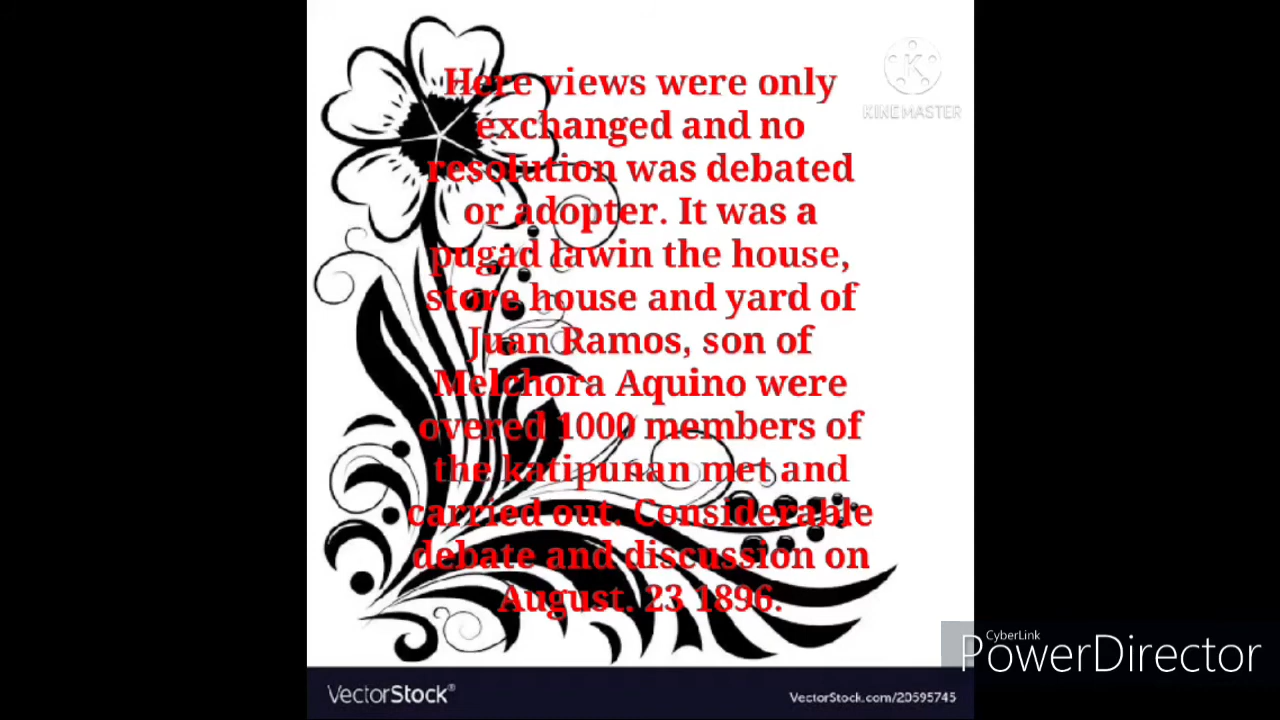 Here views were only
exchanged and no
resolution was debated
or adopter. It was a
pugad lawin the house,
store house and yard of
Juan Ramos, son of
Melchora Aquino were
overed 1000 members of
the katipunan met and
carried out. Considerable
debate and discussion on
August. 23 1896.
K
KINEMASTER
CyberLink
PowerDirector
VectorStock®
VectorStock.com/20595745